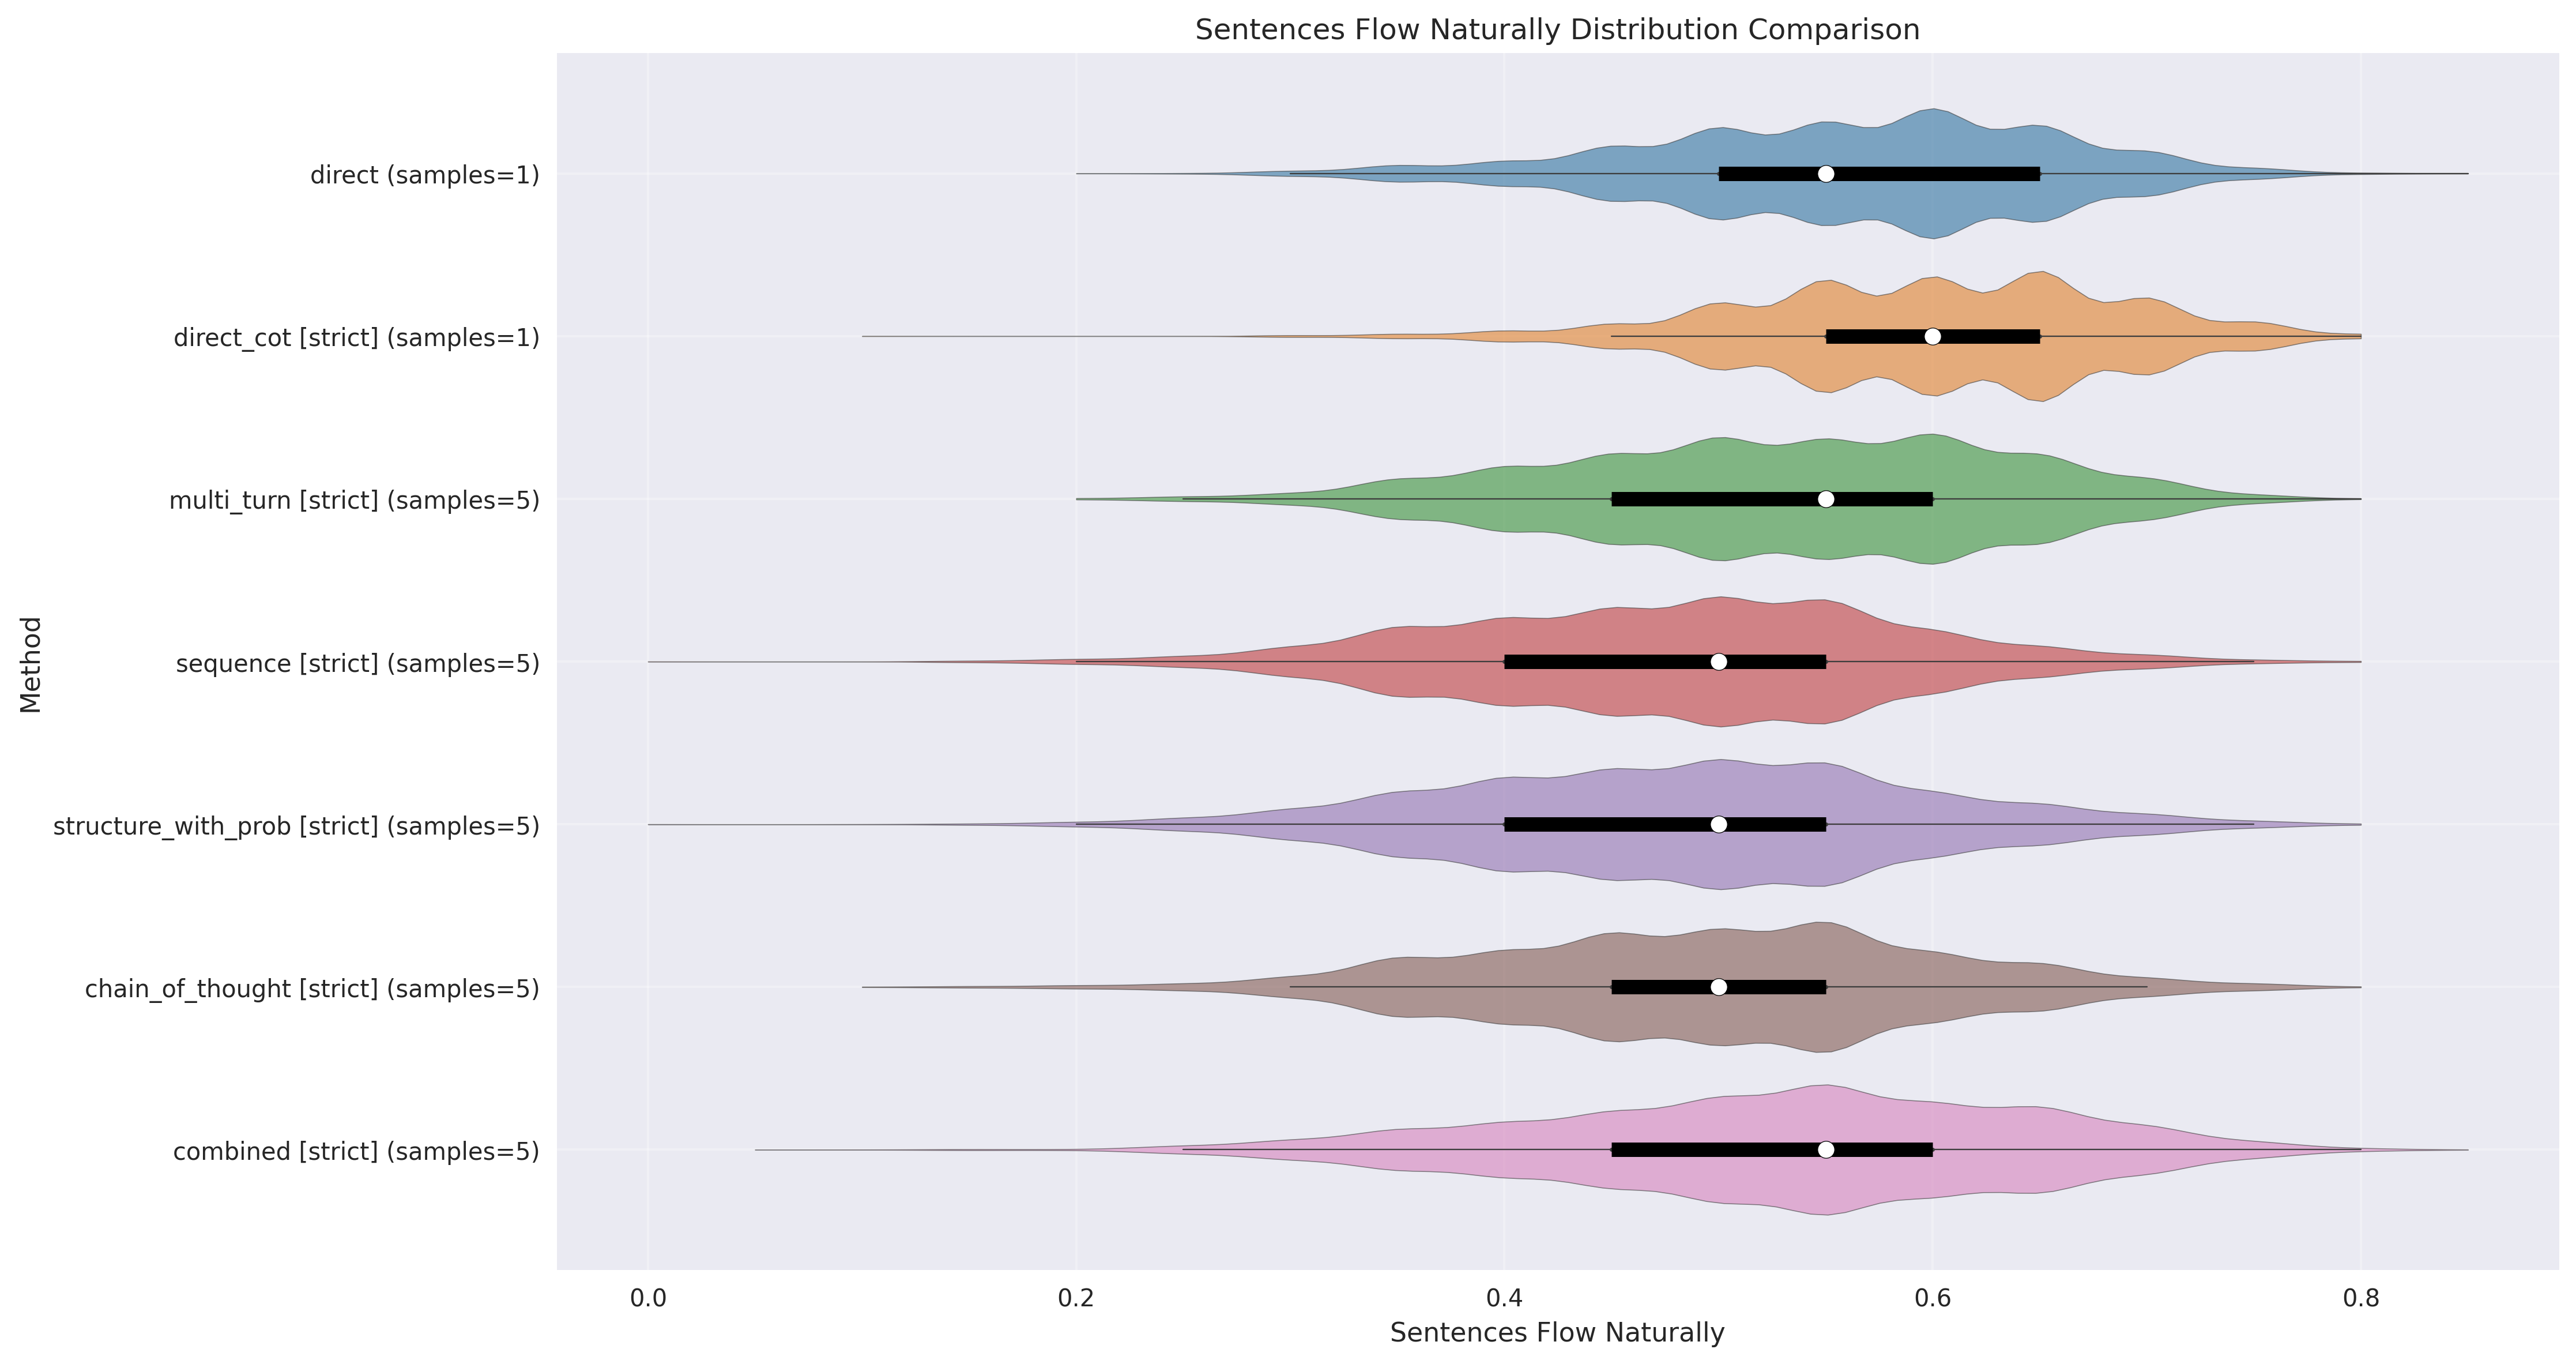 Sentences Flow Naturally Distribution Comparison
direct (samples=1)
direct_cot [strict] (samples=1)
multi_turn [strict] (samples=5)
sequence [strict] (samples=5)
structure_with_prob [strict] (samples=5)
chain_of_thought [strict] (samples=5)
combined [strict] (samples=5)
Method
0.0 0.2 0.4 0.6 0.8
Sentences Flow Naturally